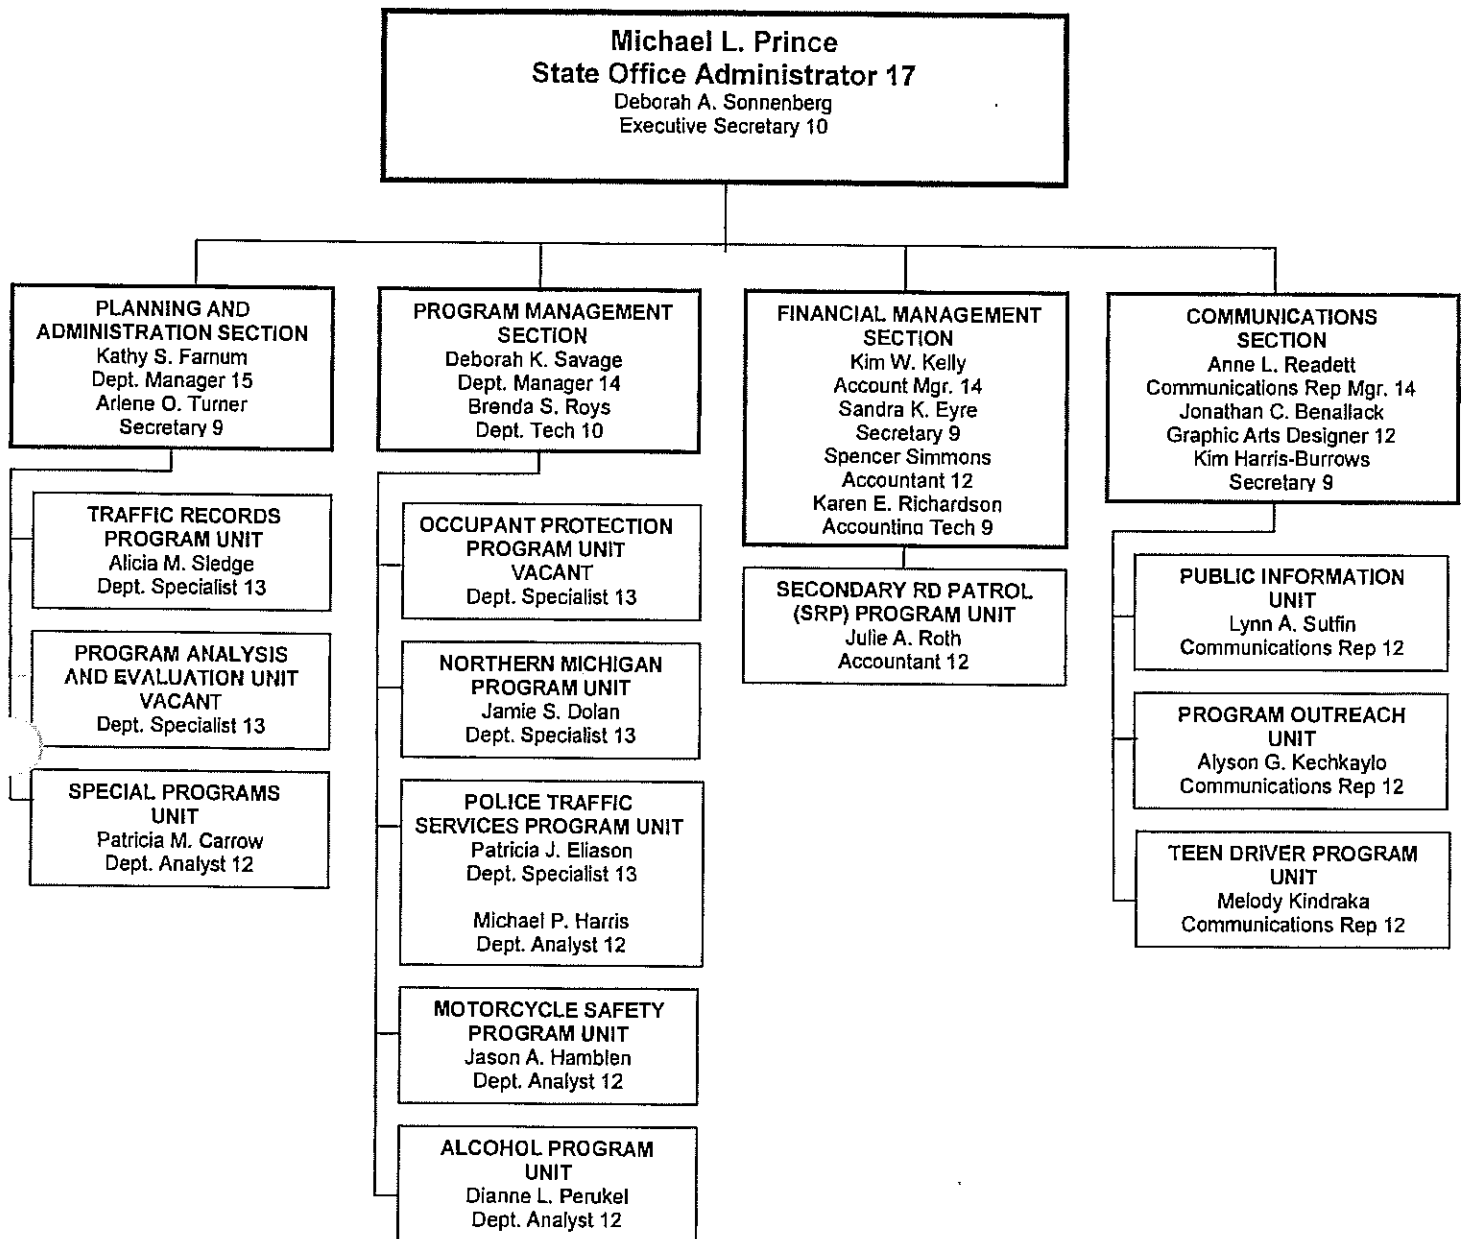 Michael L. Prince
State Office Administrator 17
Deborah A. Sonnenberg
Executive Secretary 10
PLANNING AND
ADMINISTRATION SECTION
Kathy S. Farnum
Dept. Manager 15
Arlene O. Turner
Secretary 9
TRAFFIC RECORDS
PROGRAM UNIT
Alicia M. Sledge
Dept. Specialist 13
PROGRAM ANALYSIS
AND EVALUATION UNIT
VACANT
Dept. Specialist 13
SPECIAL PROGRAMS
UNIT
Patricia M. Carrow
Dept. Analyst 12
PROGRAM MANAGEMENT
SECTION
Deborah K. Savage
Dept. Manager 14
Brenda S. Roys
Dept. Tech 10
OCCUPANT PROTECTION
PROGRAM UNIT
VACANT
Dept. Specialist 13
NORTHERN MICHIGAN
PROGRAM UNIT
Jamie S. Dolan
Dept. Specialist 13
POLICE TRAFFIC
SERVICES PROGRAM UNIT
Patricia J. Eliason
Dept. Specialist 13
Michael P. Harris
Dept. Analyst 12
MOTORCYCLE SAFETY
PROGRAM UNIT
Jason A. Hamblen
Dept. Analyst 12
ALCOHOL PROGRAM
UNIT
Dianne L. Perukel
Dept. Analyst 12
FINANCIAL MANAGEMENT
SECTION
Kim W. Kelly
Account Mgr. 14
Sandra K. Eyre
Secretary 9
Spencer Simmons
Accountant 12
Karen E. Richardson
Accounting Tech 9
SECONDARY RD PATROL
(SRP) PROGRAM UNIT
Julie A. Roth
Accountant 12
COMMUNICATIONS
SECTION
Anne L. Readett
Communications Rep Mgr. 14
Jonathan C. Benallack
Graphic Arts Designer 12
Kim Harris-Burrows
Secretary 9
PUBLIC INFORMATION
UNIT
Lynn A. Sutfin
Communications Rep 12
PROGRAM OUTREACH
UNIT
Alyson G. Kechkaylo
Communications Rep 12
TEEN DRIVER PROGRAM
UNIT
Melody Kindraka
Communications Rep 12